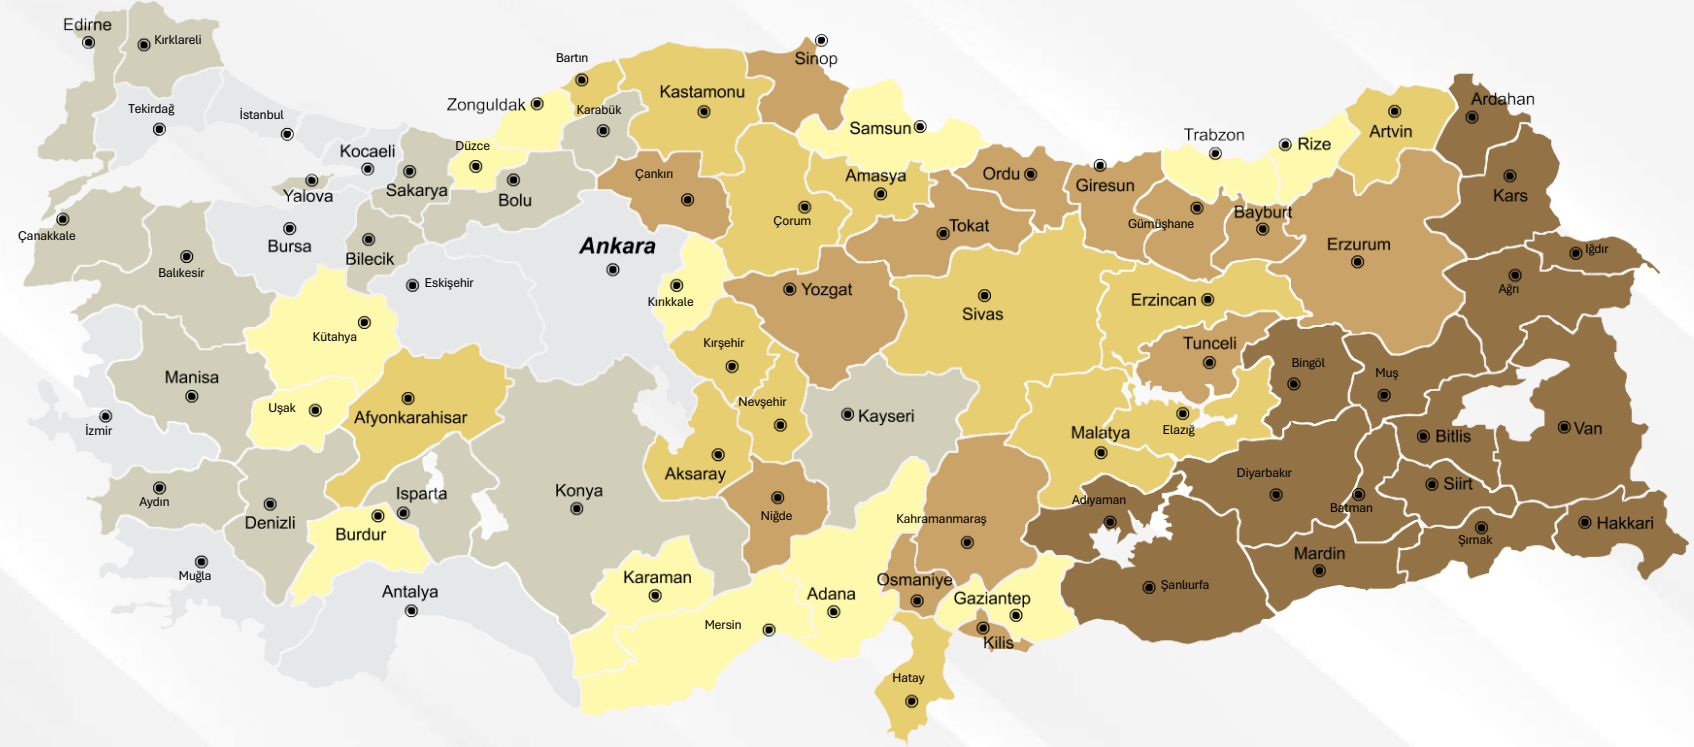 Edirne
Kırklareli
Sinop
Bartın
Kastamonu
Zonguldak
Karabük
Ardahan
Tekirdağ
İstanbul
Samsun
Artvin
Trabzon
Rize
Düzce
Kocaeli
Çankırı
Amasya
Ordu
Giresun
Sakarya
Yalova
Bolu
Kars
Çorum
Gümüşhane
Bayburt
Tokat
Çanakkale
Bursa
Ankara
Erzurum
Iğdır
Bilecik
Balıkesir
Eskişehir
Yozgat
Ağrı
Kırıkkale
Erzincan
Sivas
Kütahya
Kırşehir
Tunceli
Bingöl
Manisa
Muş
Uşak
Nevşehir
Afyonkarahisar
Kayseri
İzmir
Malatya
Elazığ
Bitlis
Van
Aksaray
Diyarbakır
Siirt
Aydın
Isparta
Konya
Adıyaman
Batman
Denizli
Niğde
Kahramanmaraş
Hakkari
Burdur
Şırnak
Mardin
Muğla
Karaman
Osmaniye
Şanlıurfa
Antalya
Adana
Gaziantep
Mersin
Kilis
Hatay